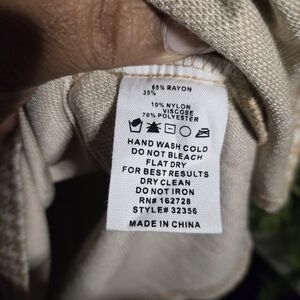 65% RAYON
35%
10% NYLON
VISCOSE
70% POLYESTER
HAND WASH COLD
DO NOT BLEACH
FLAT DRY
FOR BEST RESULTS
DRY CLEAN
DO NOT IRON
RN# 162728
STYLE# 32356
MADE IN CHINA